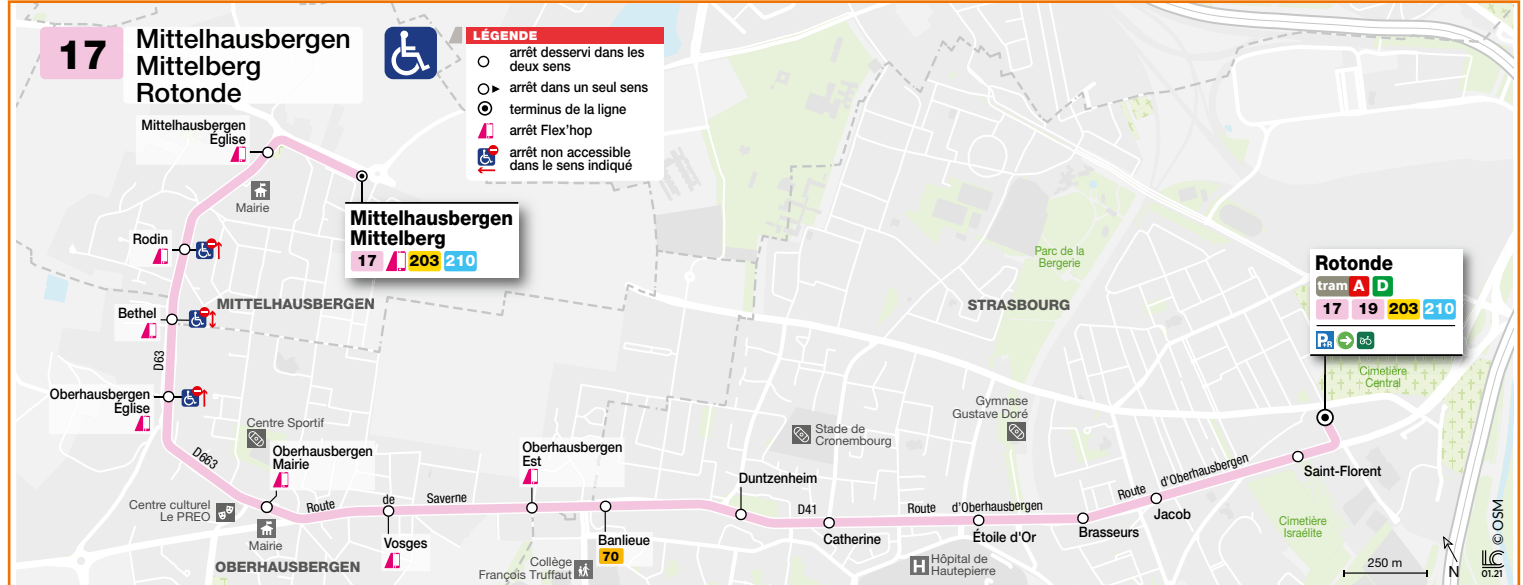 17
Mittelhausbergen
Mittelberg
Rotonde
LÉGENDE
arrêt desservi dans les
deux sens
arrêt dans un seul sens
terminus de la ligne
arrêt Flex'hop
arrêt non accessible
dans le sens indiqué
Mittelhausbergen
Église
Mairie
Mittelhausbergen
Mittelberg
17 203 210
Rodin
MITTELHAUSBERGEN
Bethel
D63
Oberhausbergen
Église
Centre Sportif
D663
Oberhausbergen
Mairie
Centre culturel
Le PREO
Mairie
OBERHAUSBERGEN
Route de Saverne
Vosges
Oberhausbergen
Est
Banlieue
70
Collège
François Truffaut
Duntzenheim
D41
Catherine
Stade de
Cronembourg
Route d'Oberhausbergen
Hôpital de
Hautepierre
H
Étoile d'Or
Gymnase
Gustave Doré
Parc de la
Bergerie
STRASBOURG
Brasseurs
Route d'Oberhausbergen
Jacob
Saint-Florent
Rotonde
tram A D
17 19 203 210
P+R
Cimetière
Central
Cimetière
Israélite
250 m
N
© OSM
01.21